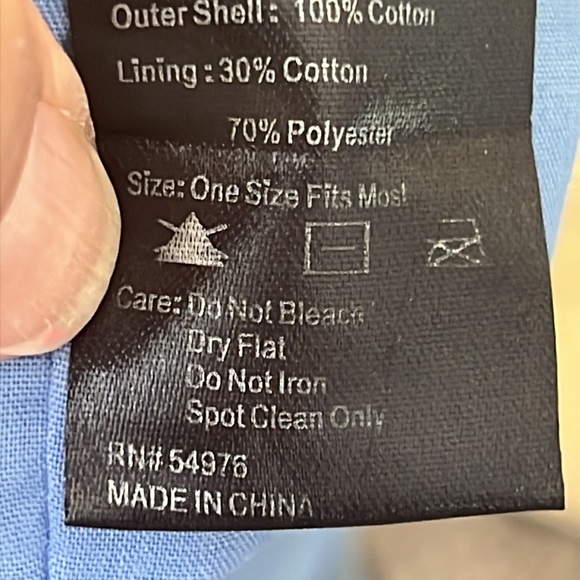 Outer Shell: 100% Cotton
Lining: 30% Cotton
70% Polyester
Size: One Size Fits Most
Care: Do Not Bleach
Dry Flat
Do Not Iron
Spot Clean Only
RN# 54976
MADE IN CHINA